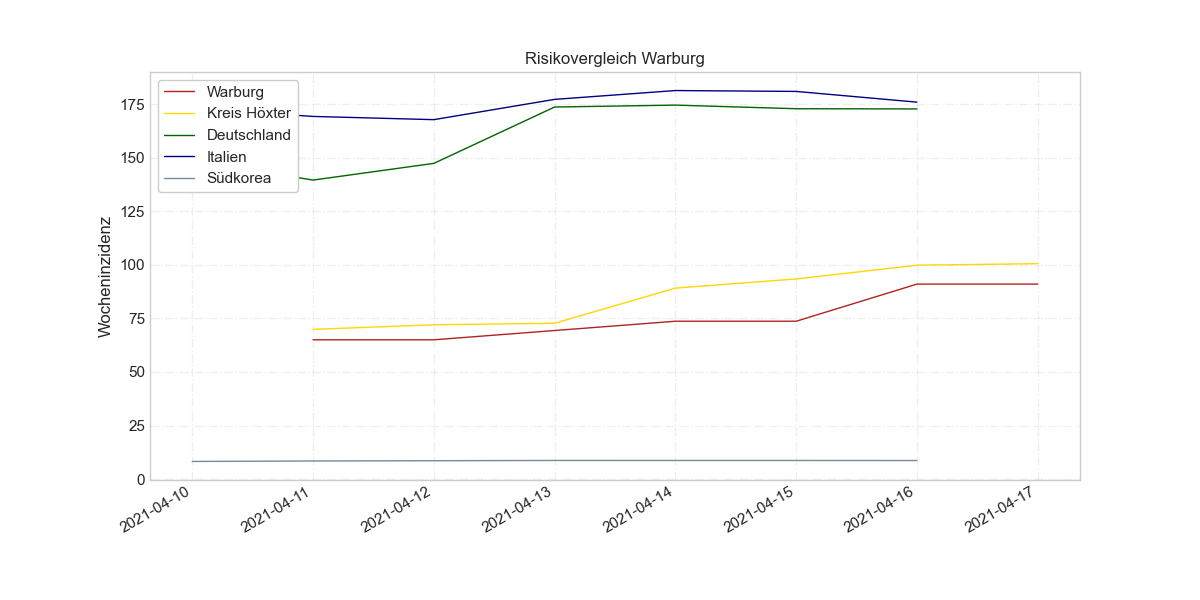 Risikovergleich Warburg
Warburg
Kreis Höxter
Deutschland
Italien
Südkorea
Wocheninzidenz
175
150
125
100
75
50
25
0
2021-04-10
2021-04-11
2021-04-12
2021-04-13
2021-04-14
2021-04-15
2021-04-16
2021-04-17